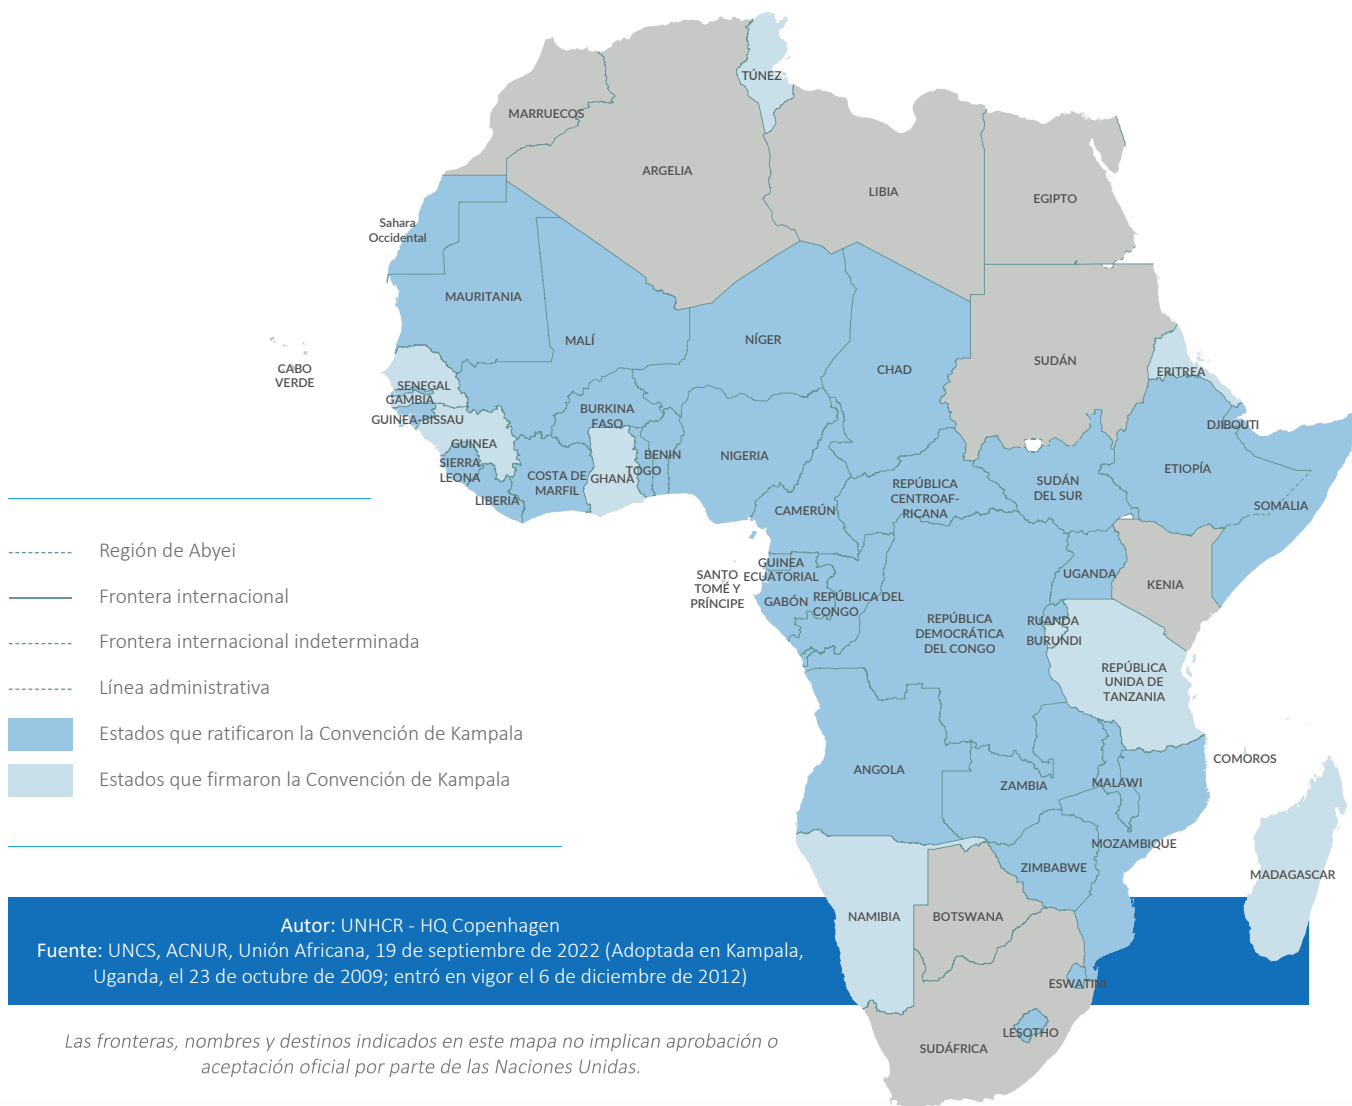 TÚNEZ
MARRUECOS
ARGELIA
LIBIA
EGIPTO
Sahara
Occidental
MAURITANIA
MALÍ
NÍGER
CHAD
SUDÁN
ERITREA
CABO
VERDE
SENEGAL
GAMBIA
GUINEA-BISSAU
GUINEA
SIERRA
LEONA
LIBERIA
COSTA DE
MARFIL
BURKINA
FASO
GHANA
TOGO
BENIN
NIGERIA
CAMERÚN
REPÚBLICA
CENTROAF-
RICANA
SUDÁN
DEL SUR
ETIOPÍA
DJIBOUTI
SOMALIA
SANTO
TOMÉ Y
PRÍNCIPE
GUINEA
ECUATORIAL
GABÓN
REPÚBLICA DEL
CONGO
REPÚBLICA
DEMOCRÁTICA
DEL CONGO
UGANDA
KENIA
RUANDA
BURUNDI
REPÚBLICA
UNIDA DE
TANZANIA
ANGOLA
ZAMBIA
MALAWI
COMOROS
MOZAMBIQUE
ZIMBABWE
MADAGASCAR
NAMIBIA
BOTSWANA
ESWATINI
LESOTHO
SUDÁFRICA
Región de Abyei
Frontera internacional
Frontera internacional indeterminada
Línea administrativa
Estados que ratificaron la Convención de Kampala
Estados que firmaron la Convención de Kampala
Autor: UNHCR - HQ Copenhagen
Fuente: UNCS, ACNUR, Unión Africana, 19 de septiembre de 2022 (Adoptada en Kampala,
Uganda, el 23 de octubre de 2009; entró en vigor el 6 de diciembre de 2012)
Las fronteras, nombres y destinos indicados en este mapa no implican aprobación o
aceptación oficial por parte de las Naciones Unidas.